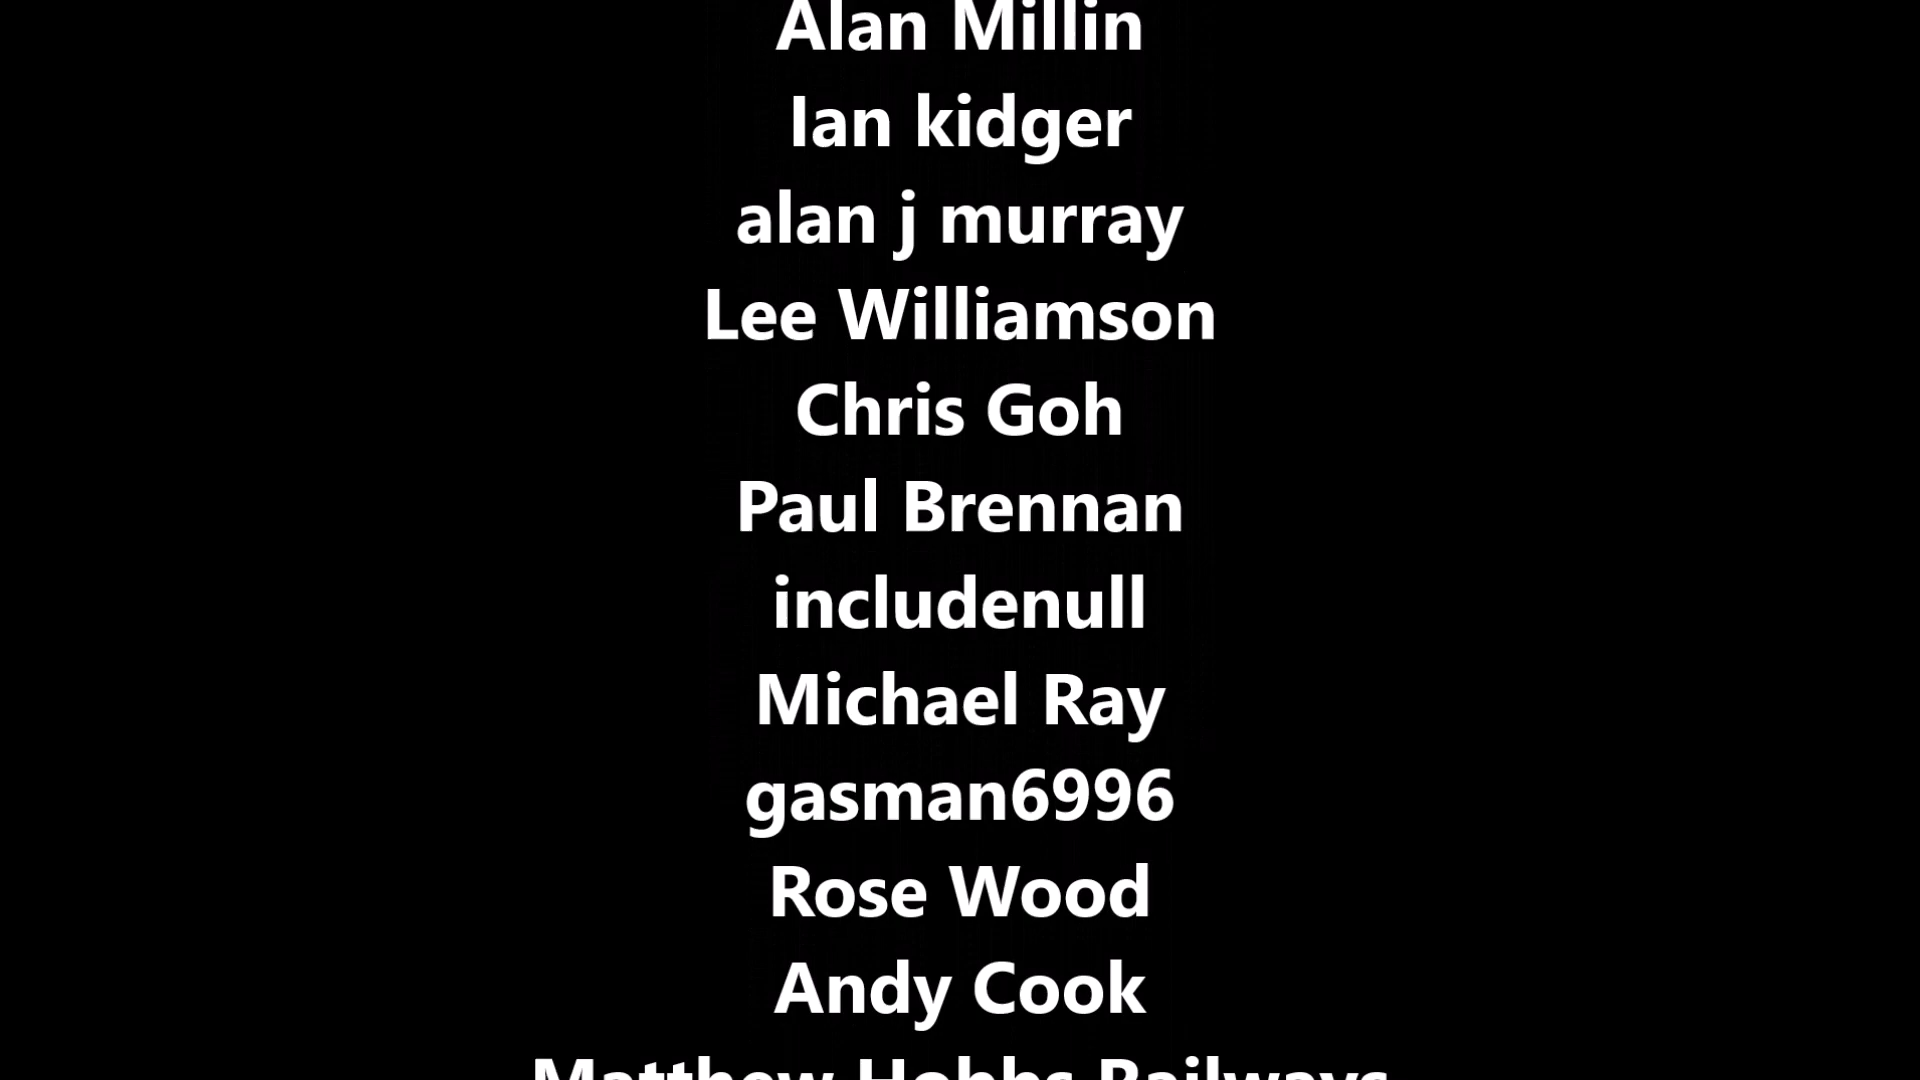 Alan Millin
Ian kidger
alan j murray
Lee Williamson
Chris Goh
Paul Brennan
includenull
Michael Ray
gasman6996
Rose Wood
Andy Cook
Matthew Hobbs Railways